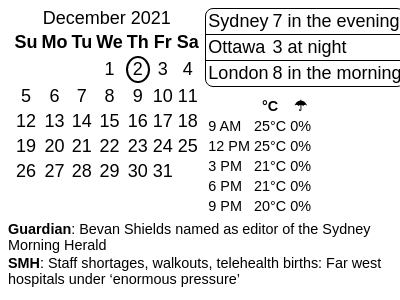 December 2021
Su Mo Tu We Th Fr Sa
1 2 3 4
5 6 7 8 9 10 11
12 13 14 15 16 17 18
19 20 21 22 23 24 25
26 27 28 29 30 31
Sydney 7 in the evening
Ottawa 3 at night
London 8 in the morning
°C ☂
9 AM 25°C 0%
12 PM 25°C 0%
3 PM 21°C 0%
6 PM 21°C 0%
9 PM 20°C 0%
Guardian: Bevan Shields named as editor of the Sydney
Morning Herald
SMH: Staff shortages, walkouts, telehealth births: Far west
hospitals under ‘enormous pressure’